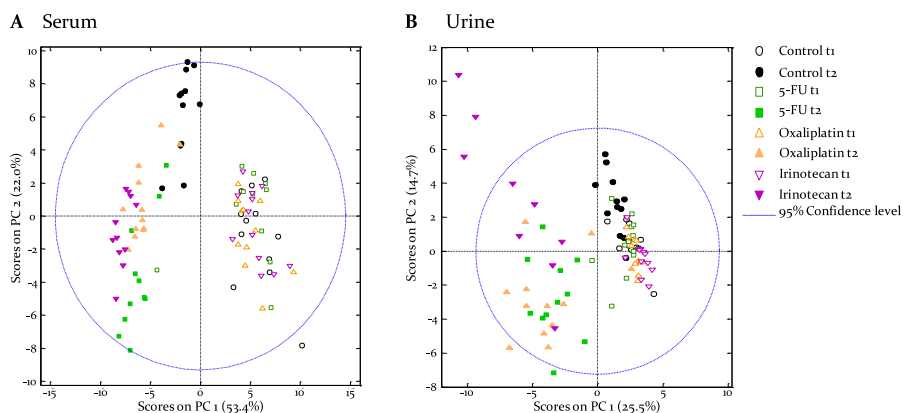 A Serum
10
8
6
4
2
0
-2
-4
-6
-8
-10
Scores on PC 2 (22.0%)
-15 -10 -5 0 5 10 15
Scores on PC 1 (53.4%)
B Urine
12
10
8
6
4
2
0
-2
-4
-6
-8
Scores on PC 2 (14.7%)
-10 -5 0 5 10
Scores on PC 1 (25.5%)
Control t1
Control t2
5-FU t1
5-FU t2
Oxaliplatin t1
Oxaliplatin t2
Irinotecan t1
Irinotecan t2
95% Confidence level